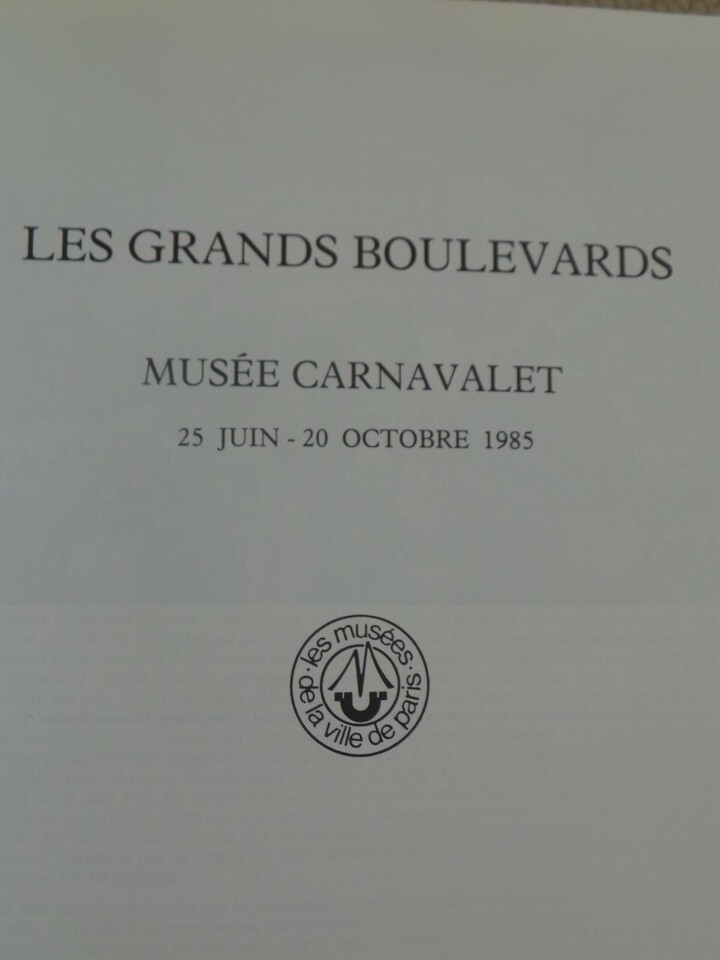 LES GRANDS BOULEVARDS
MUSÉE CARNAVALET
25 JUIN - 20 OCTOBRE 1985
·les musées·
de la ville de paris